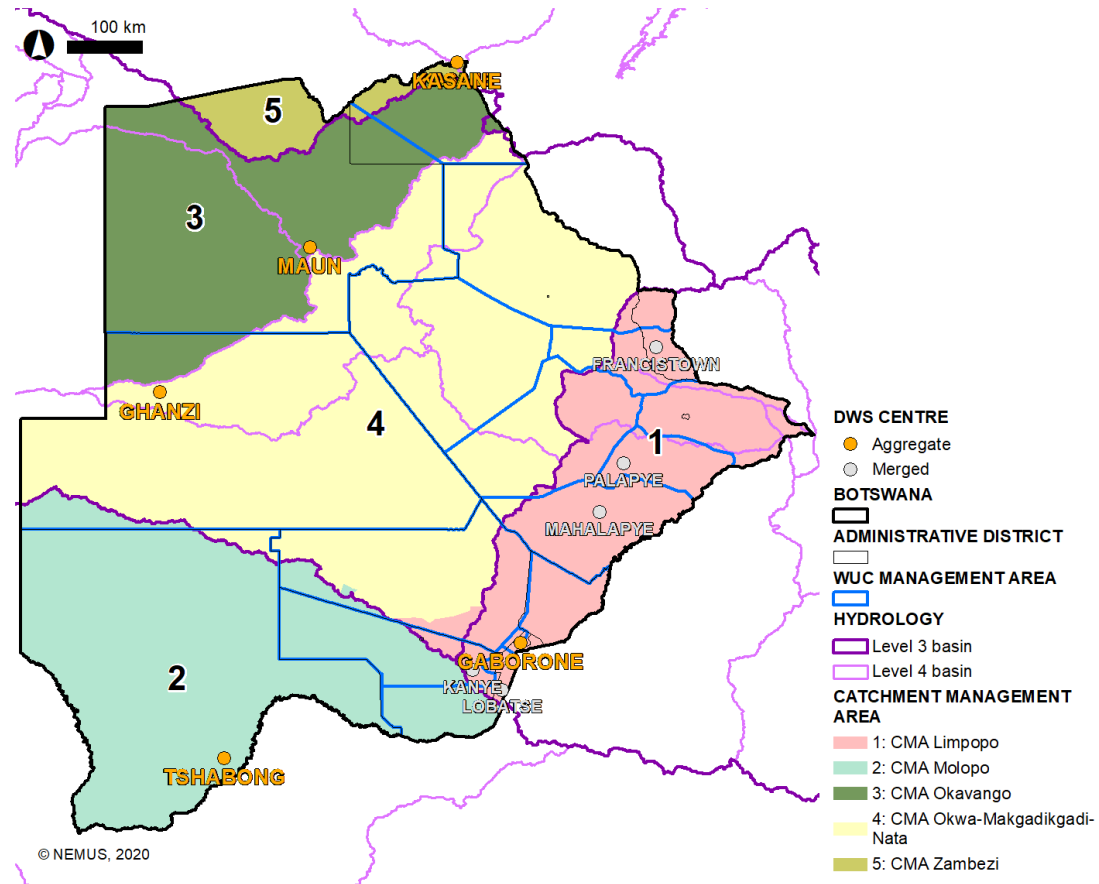 100 km
KASANE
5
3
MAUN
FRANCISTOWN
GHANZI
4
1
PALAPYE
MAHALAPYE
GABORONE
KANYE
LOBATSE
2
TSHABONG
© NEMUS, 2020
DWS CENTRE
Aggregate
Merged
BOTSWANA
ADMINISTRATIVE DISTRICT
WUC MANAGEMENT AREA
HYDROLOGY
Level 3 basin
Level 4 basin
CATCHMENT MANAGEMENT
AREA
1: CMA Limpopo
2: CMA Molopo
3: CMA Okavango
4: CMA Okwa-Makgadikgadi-
Nata
5: CMA Zambezi